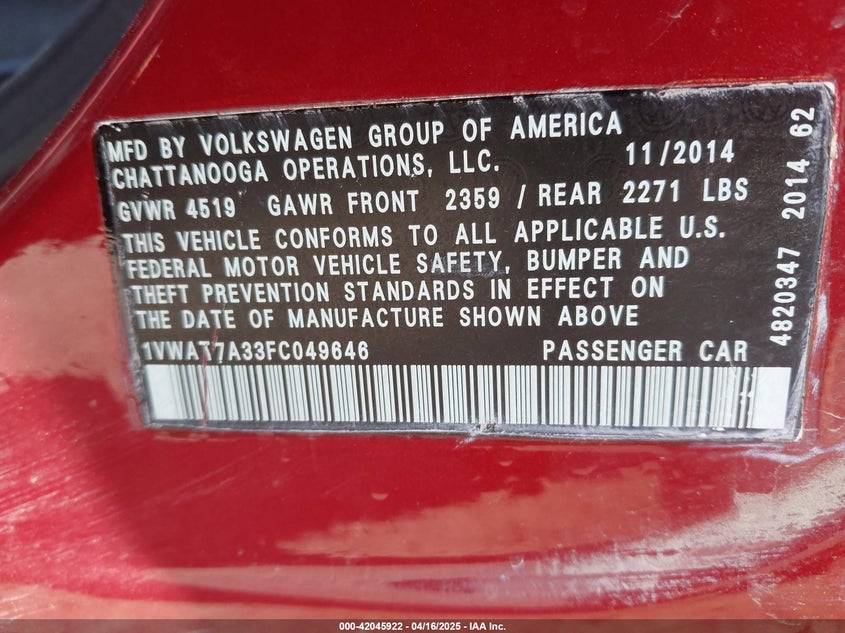 MFD BY VOLKSWAGEN GROUP OF AMERICA
CHATTANOOGA OPERATIONS, LLC. 11/2014
GVWR 4519 GAWR FRONT 2359 / REAR 2271 LBS
THIS VEHICLE CONFORMS TO ALL APPLICABLE U.S.
FEDERAL MOTOR VEHICLE SAFETY, BUMPER AND
THEFT PREVENTION STANDARDS IN EFFECT ON
THE DATE OF MANUFACTURE SHOWN ABOVE
1VWAT7A33FC049646 PASSENGER CAR
4820347 2014 62
000-42045922 - 04/16/2025 - IAA Inc.